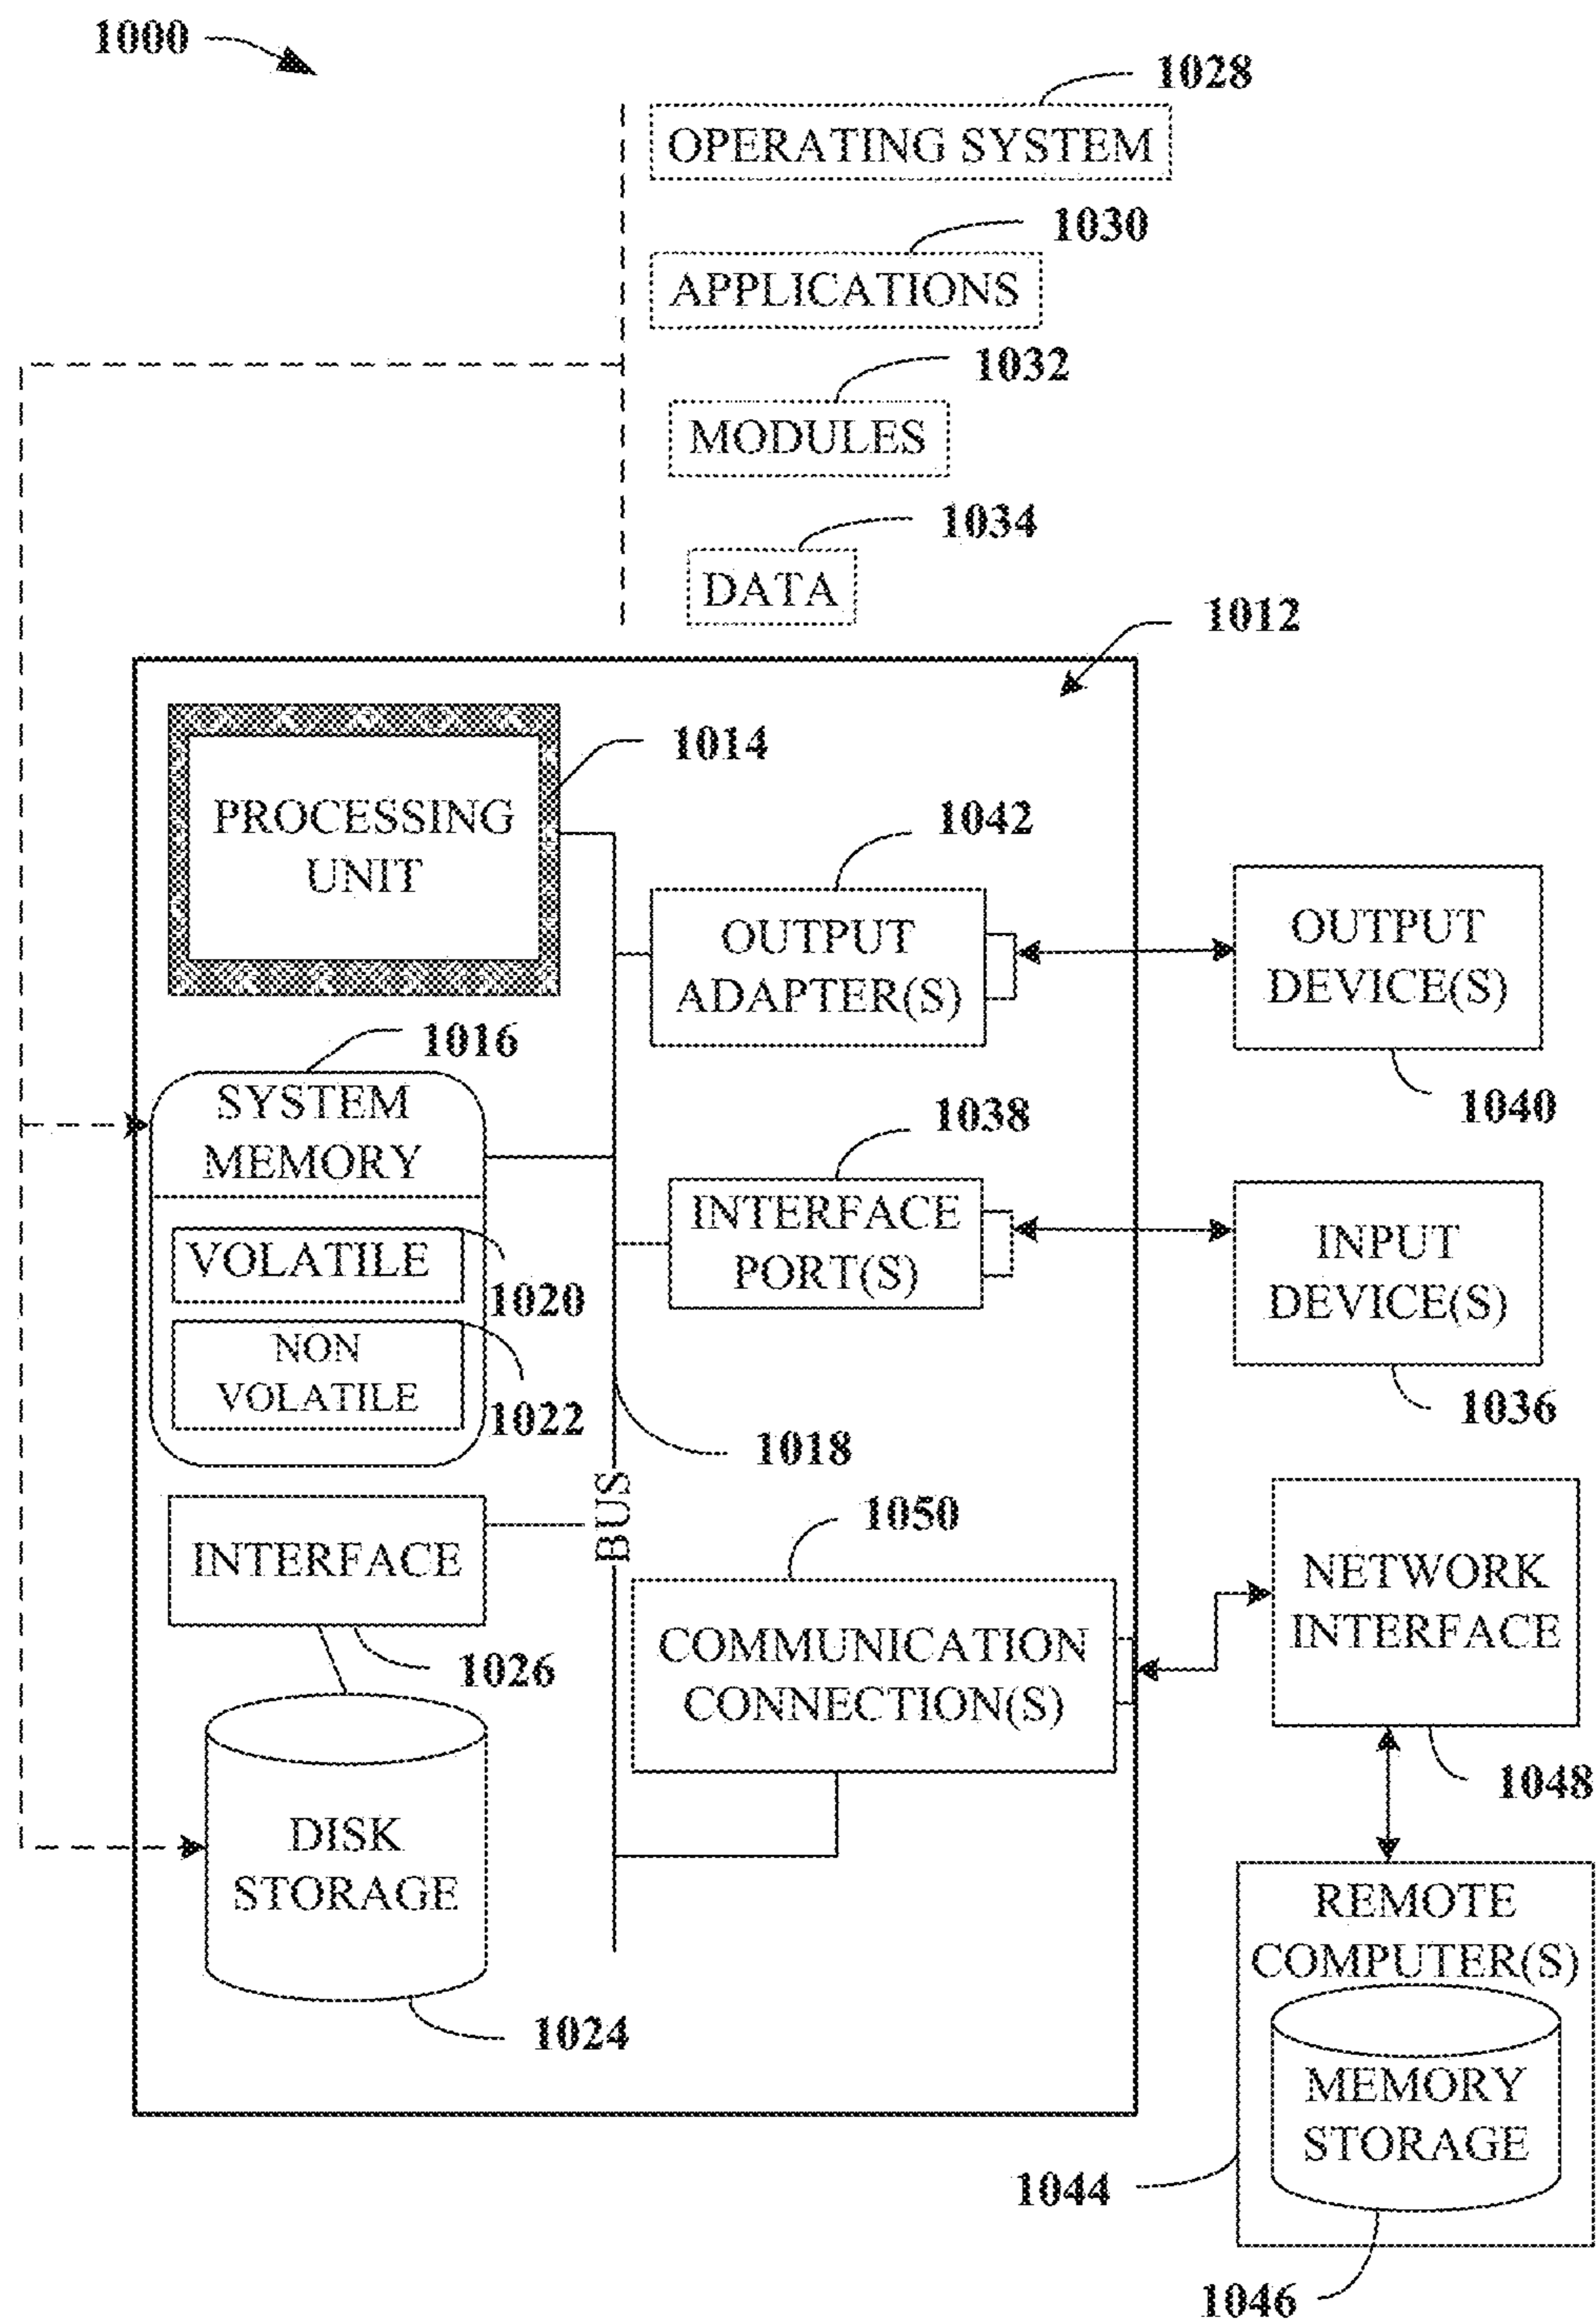 1000
1028
OPERATING SYSTEM
1030
APPLICATIONS
1032
MODULES
1034
DATA
1012
1014
PROCESSING
UNIT
1042
OUTPUT
ADAPTER(S)
OUTPUT
DEVICE(S)
1040
1016
SYSTEM
MEMORY
VOLATILE
1020
NON
VOLATILE
1022
1038
INTERFACE
PORT(S)
INPUT
DEVICE(S)
1036
1018
BUS
INTERFACE
1026
1050
COMMUNICATION
CONNECTION(S)
NETWORK
INTERFACE
1048
DISK
STORAGE
1024
REMOTE
COMPUTER(S)
MEMORY
STORAGE
1044
1046